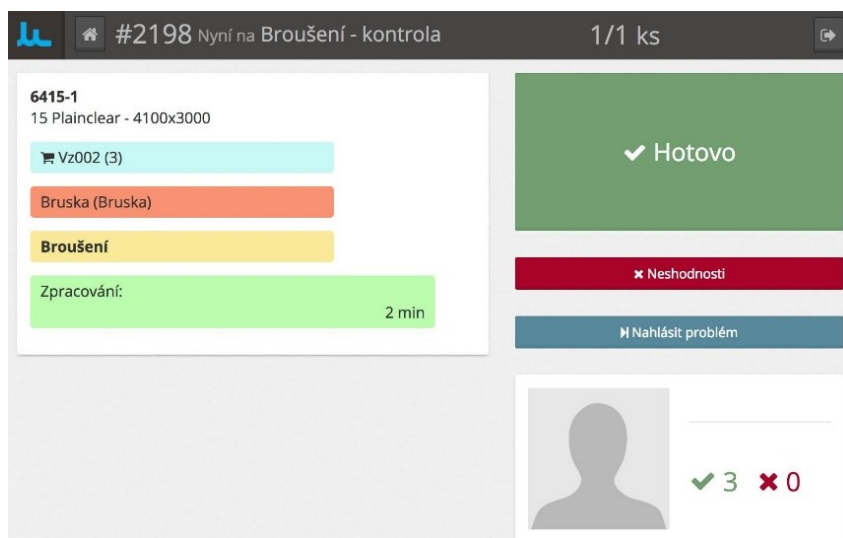 #2198 Nyní na Broušení - kontrola
1/1 ks
6415-1
15 Plainclear - 4100x3000
Vz002 (3)
Bruska (Bruska)
Broušení
Zpracování:
2 min
Hotovo
Neshodnosti
Nahlásit problém
3 0